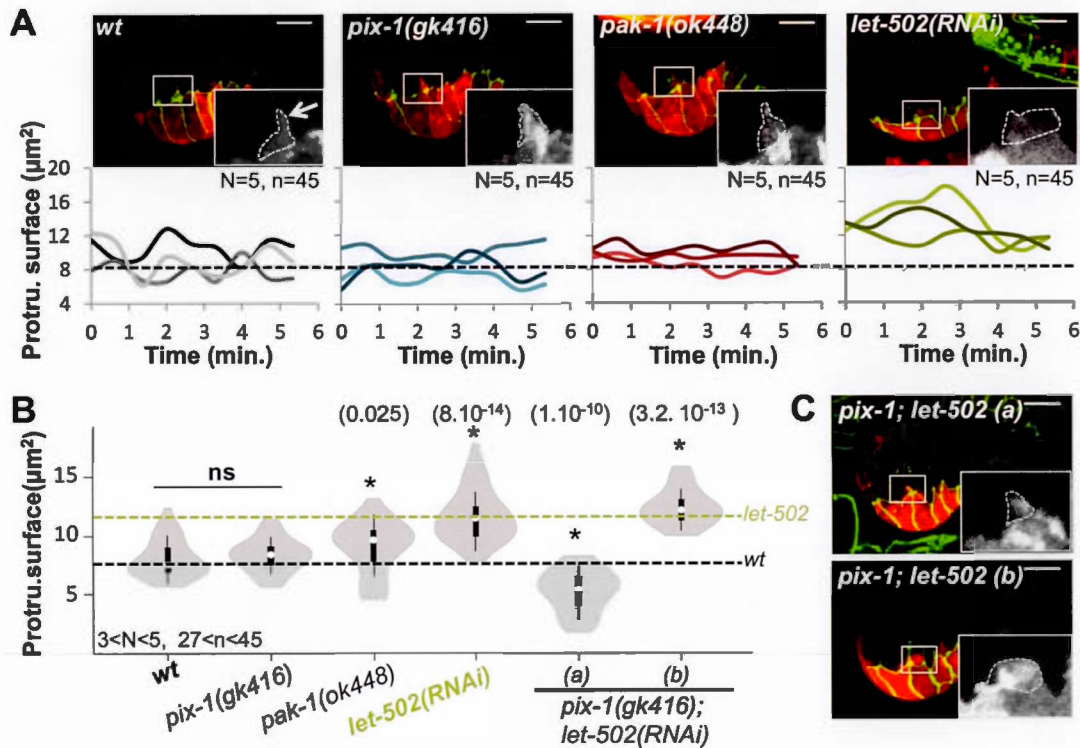 A
wt
pix-1(gk416)
pak-1(ok448)
let-502(RNAi)
Protru. surface (µm²)
20
16
12
8
4
N=5, n=45
N=5, n=45
N=5, n=45
N=5, n=45
0 1 2 3 4 5 6
0 1 2 3 4 5 6
0 1 2 3 4 5 6
0 1 2 3 4 5 6
Time (min.)
Time (min.)
Time (min.)
Time (min.)
B
(0.025)
(8.10⁻¹⁴)
(1.10⁻¹⁰)
(3.2. 10⁻¹³ )
Protru.surface(µm²)
15
10
5
ns
*
*
*
*
let-502
wt
3<N<5, 27<n<45
wt
pix-1(gk416)
pak-1(ok448)
let-502(RNAi)
(a)
(b)
pix-1(gk416);
let-502(RNAi)
C
pix-1; let-502 (a)
pix-1; let-502 (b)